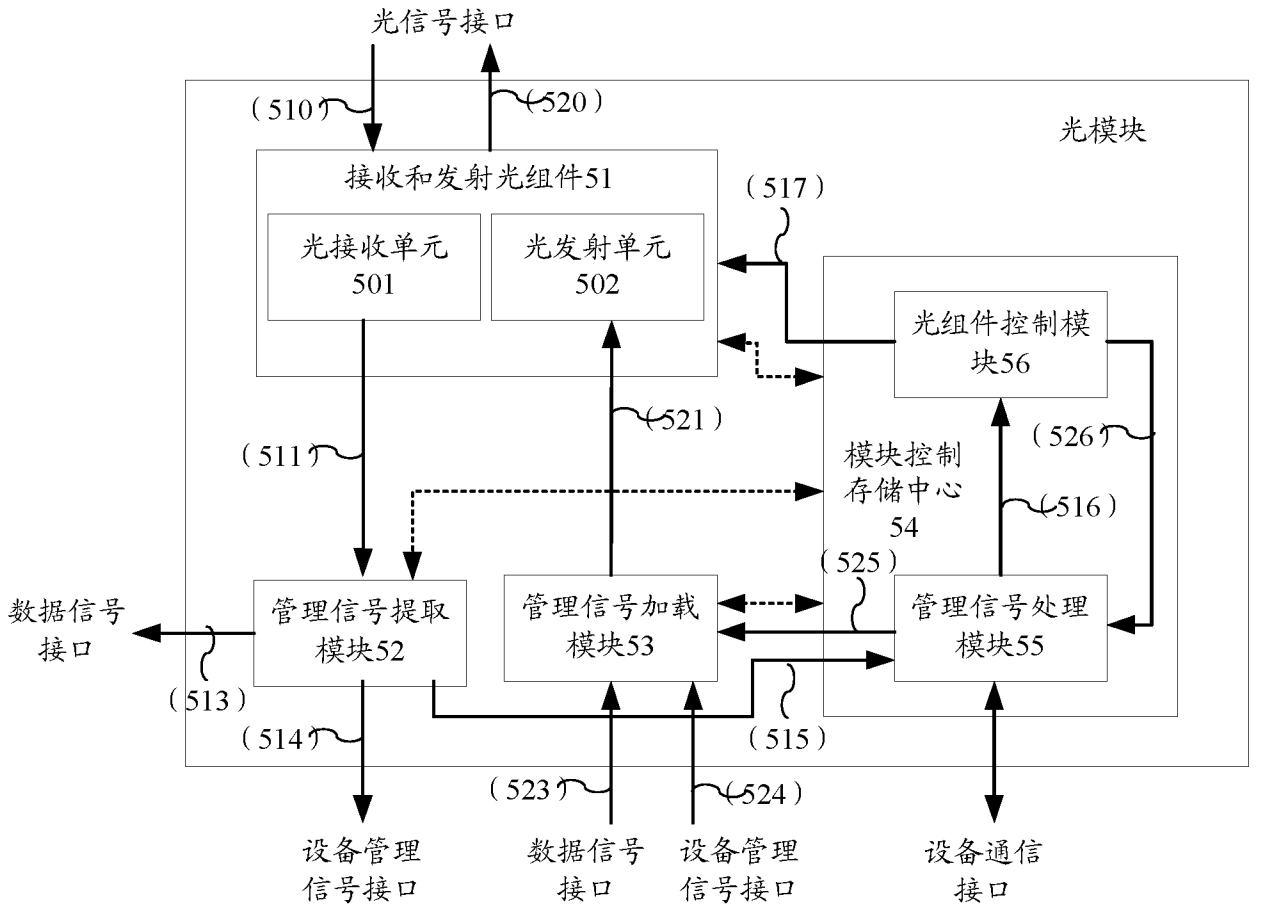 光信号接口
（510）
（520）
光模块
接收和发射光组件51
（517）
光接收单元
501
光发射单元
502
光组件控制模
块56
（521）
（526）
（511）
模块控制
存储中心
54
（516）
（525）
数据信号
接口
管理信号提取
模块52
管理信号加载
模块53
管理信号处理
模块55
（513）
（514）
（515）
（523）
（524）
设备管理
信号接口
数据信号
接口
设备管理
信号接口
设备通信
接口